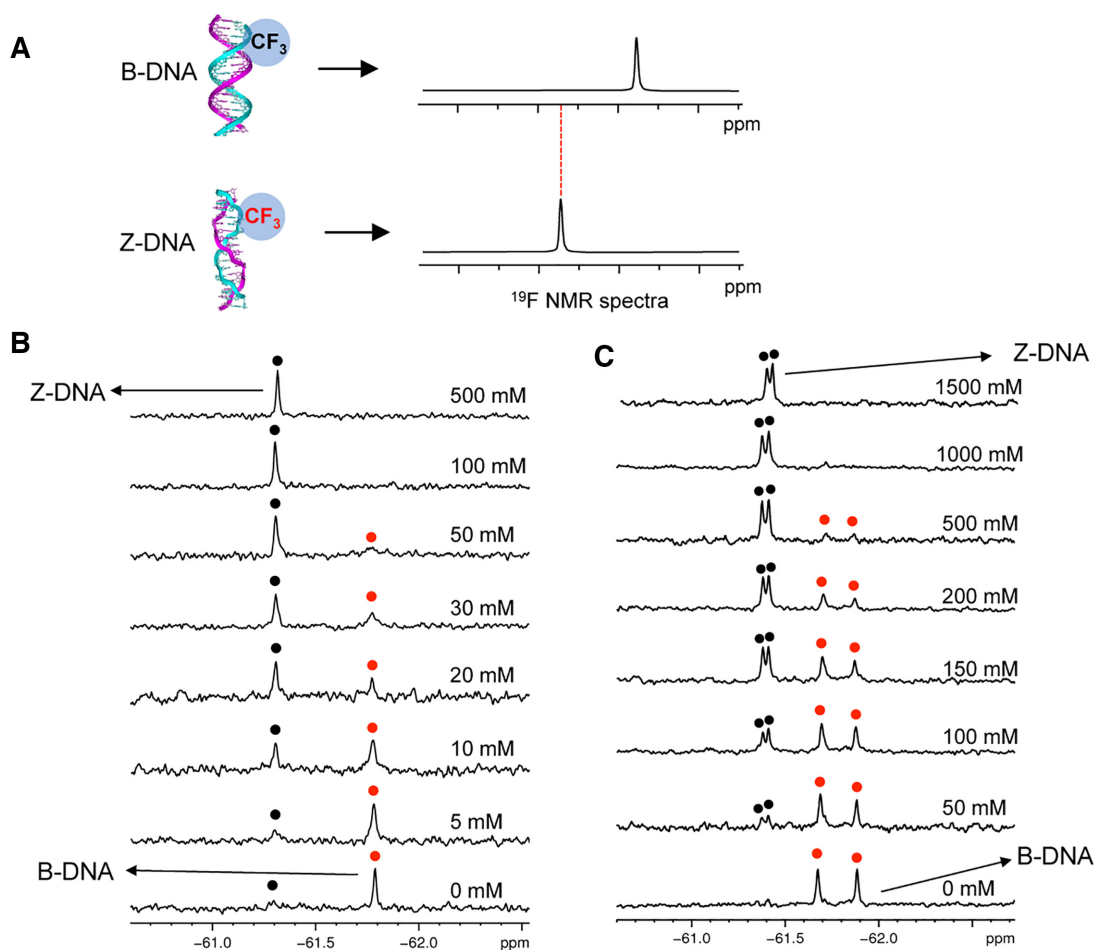 A
B-DNA
CF3
ppm
Z-DNA
CF3
ppm
19F NMR spectra
B
Z-DNA
500 mM
100 mM
50 mM
30 mM
20 mM
10 mM
5 mM
B-DNA
0 mM
−61.0
−61.5
−62.0
ppm
C
Z-DNA
1500 mM
1000 mM
500 mM
200 mM
150 mM
100 mM
50 mM
B-DNA
0 mM
−61.0
−61.5
−62.0
ppm